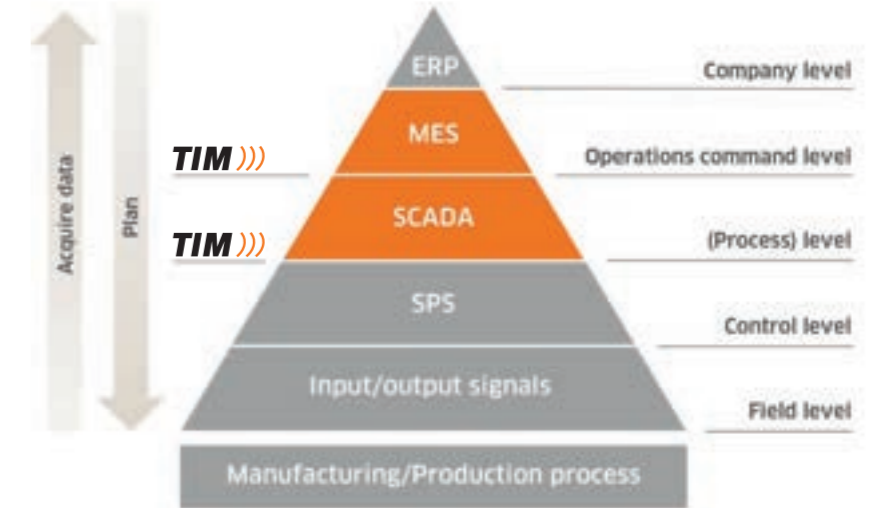 ERP
Company level
MES
TIM )))
Operations command level
SCADA
TIM )))
(Process) level
SPS
Control level
Input/output signals
Field level
Manufacturing/Production process
Acquire data
Plan